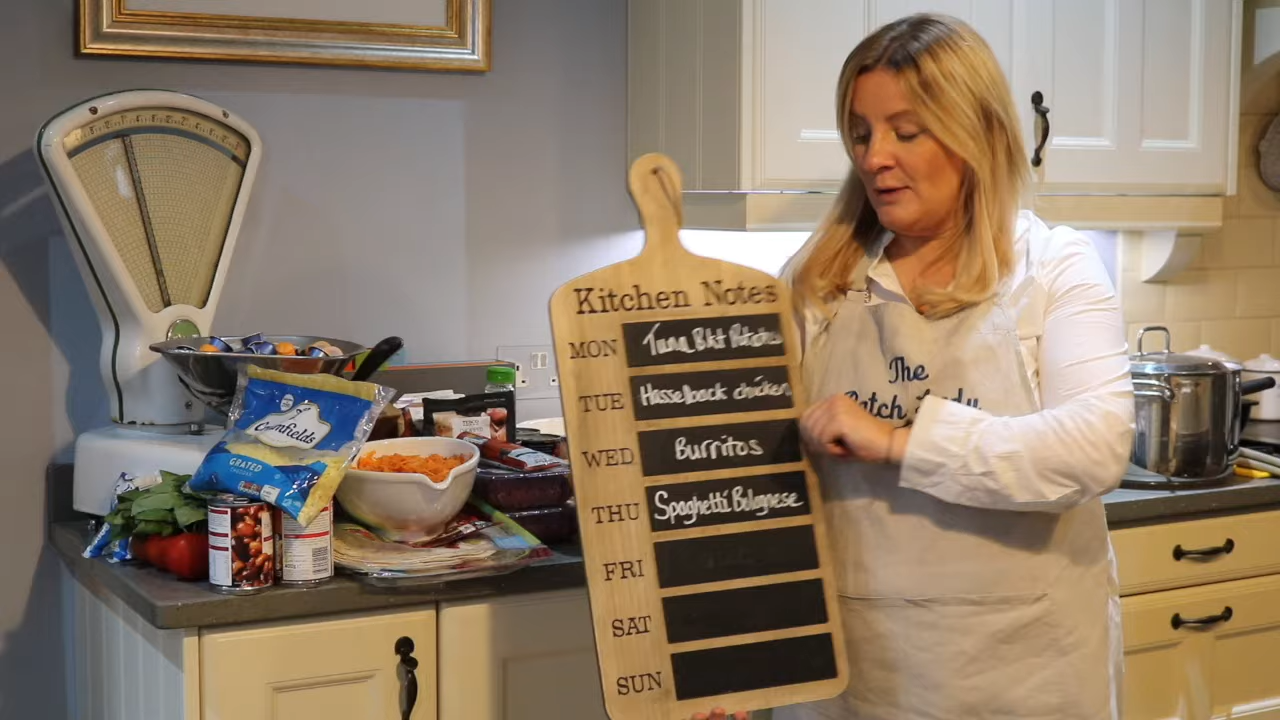 Kitchen Notes
MON Tuna Bkt Potatoes
TUE Hasselback chicken
WED Burritos
THU Spaghetti Bolognese
FRI
SAT
SUN
The
Batch Lady
GRATED